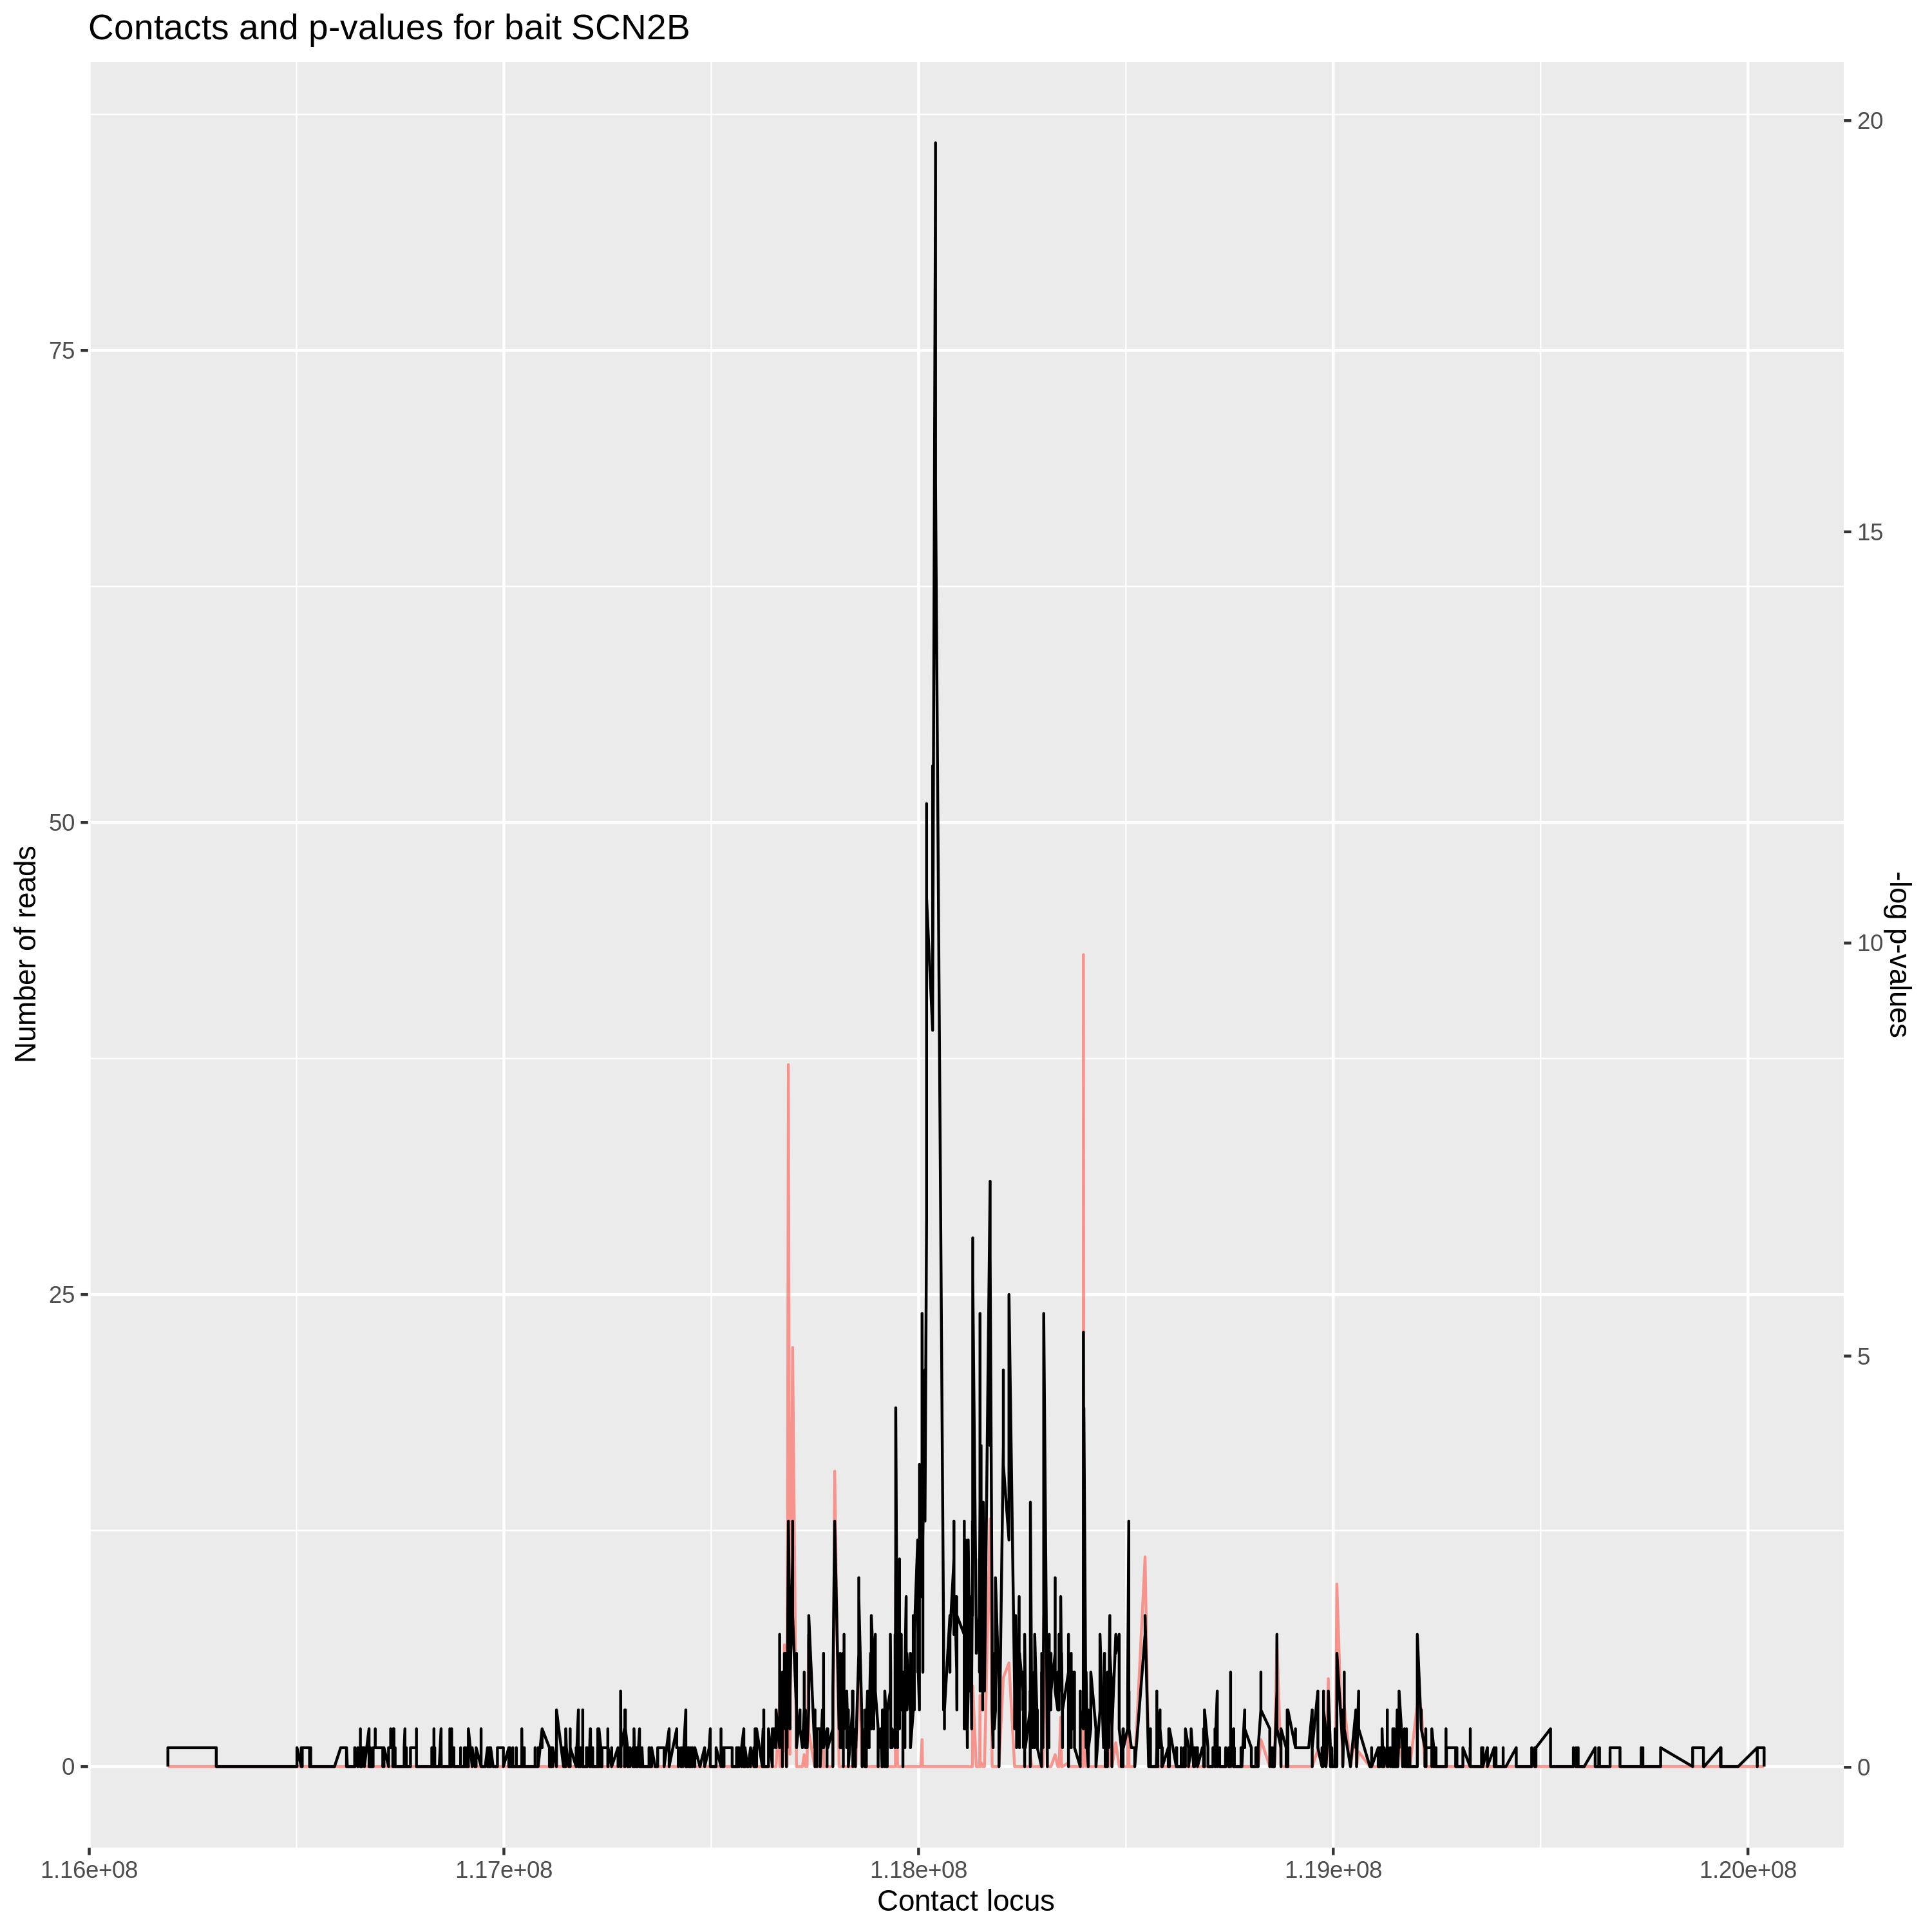 Contacts and p-values for bait SCN2B
75
50
25
0
20
15
10
5
0
Number of reads
-log p-values
1.16e+08
1.17e+08
1.18e+08
1.19e+08
1.20e+08
Contact locus